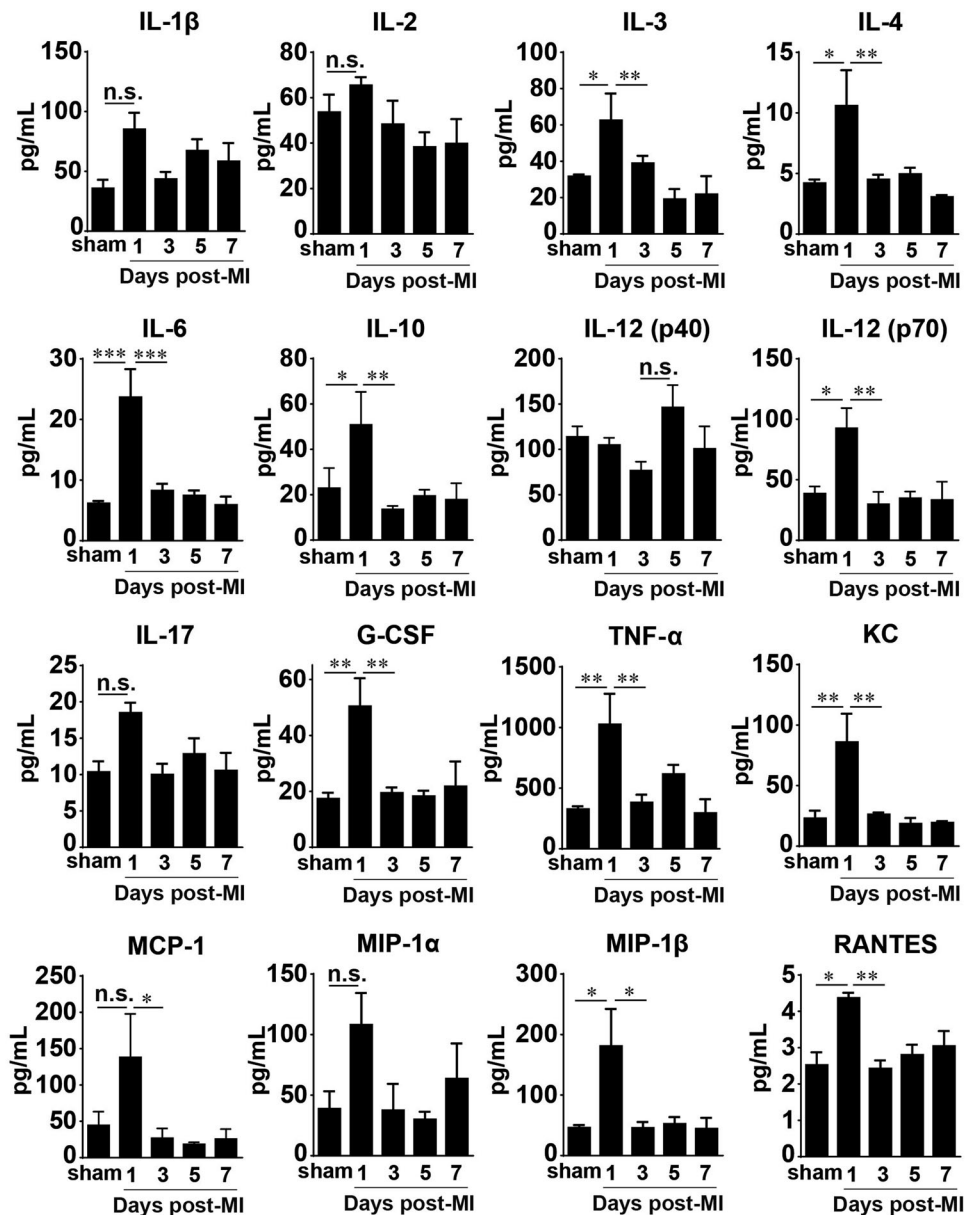 IL-1β IL-2 IL-3 IL-4
150 80 100 15
n.s. n.s. * ** * **
80
100 60 10
60
pg/mL pg/mL pg/mL pg/mL
40
50 40 5
20 20
0 0 0 0
sham 1 3 5 7 sham 1 3 5 7 sham 1 3 5 7 sham 1 3 5 7
Days post-MI Days post-MI Days post-MI Days post-MI
IL-6 IL-10 IL-12 (p40) IL-12 (p70)
30 *** *** 80 200 150
* ** n.s. * **
20 60 150 100
pg/mL pg/mL pg/mL pg/mL
40 100
10 50
20 50
0 0 0 0
sham 1 3 5 7 sham 1 3 5 7 sham 1 3 5 7 sham 1 3 5 7
Days post-MI Days post-MI Days post-MI Days post-MI
IL-17 G-CSF TNF-α KC
25 ** ** 1500 150
n.s. 60 ** ** ** **
20
15 40 1000 100
pg/mL pg/mL pg/mL pg/mL
10
20 500 50
5
0 0 0 0
sham 1 3 5 7 sham 1 3 5 7 sham 1 3 5 7 sham 1 3 5 7
Days post-MI Days post-MI Days post-MI Days post-MI
MCP-1 MIP-1α MIP-1β RANTES
250 150 300 5
n.s. * n.s. * * * **
200 4
100 200
150 3
pg/mL pg/mL pg/mL pg/mL
100 2
50 100
50 1
0 0 0 0
sham 1 3 5 7 sham 1 3 5 7 sham 1 3 5 7 sham 1 3 5 7
Days post-MI Days post-MI Days post-MI Days post-MI